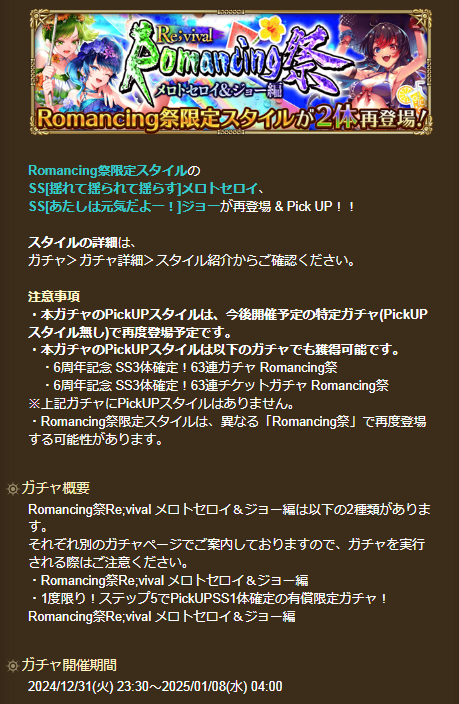 Re;vival
Romancing祭
メロトセロイ&ジョー編
Romancing祭限定スタイルが2体再登場!
Romancing祭限定スタイルの
SS[揺れて揺られて揺らす]メロトセロイ、
SS[あたしは元気だよー！]ジョーが再登場 & Pick UP！！
スタイルの詳細は、
ガチャ＞ガチャ詳細＞スタイル紹介からご確認ください。
注意事項
・本ガチャのPickUPスタイルは、今後開催予定の特定ガチャ(PickUP
スタイル無し)で再度登場予定です。
・本ガチャのPickUPスタイルは以下のガチャでも獲得可能です。
・6周年記念 SS3体確定！63連ガチャ Romancing祭
・6周年記念 SS3体確定！63連チケットガチャ Romancing祭
※上記ガチャにPickUPスタイルはありません。
・Romancing祭限定スタイルは、異なる「Romancing祭」で再度登場
する可能性があります。
ガチャ概要
Romancing祭Re;vival メロトセロイ＆ジョー編は以下の2種類がありま
す。
それぞれ別のガチャページでご案内しておりますので、ガチャを実行
される際はご注意ください。
・Romancing祭Re;vival メロトセロイ＆ジョー編
・1度限り！ステップ5でPickUPSS1体確定の有償限定ガチャ！
Romancing祭Re;vival メロトセロイ＆ジョー編
ガチャ開催期間
2024/12/31(火) 23:30～2025/01/08(水) 04:00